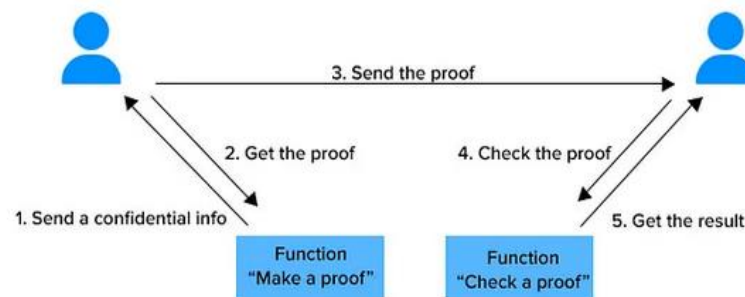 3. Send the proof
2. Get the proof
4. Check the proof
1. Send a confidential info
5. Get the result
Function
“Make a proof”
Function
“Check a proof”